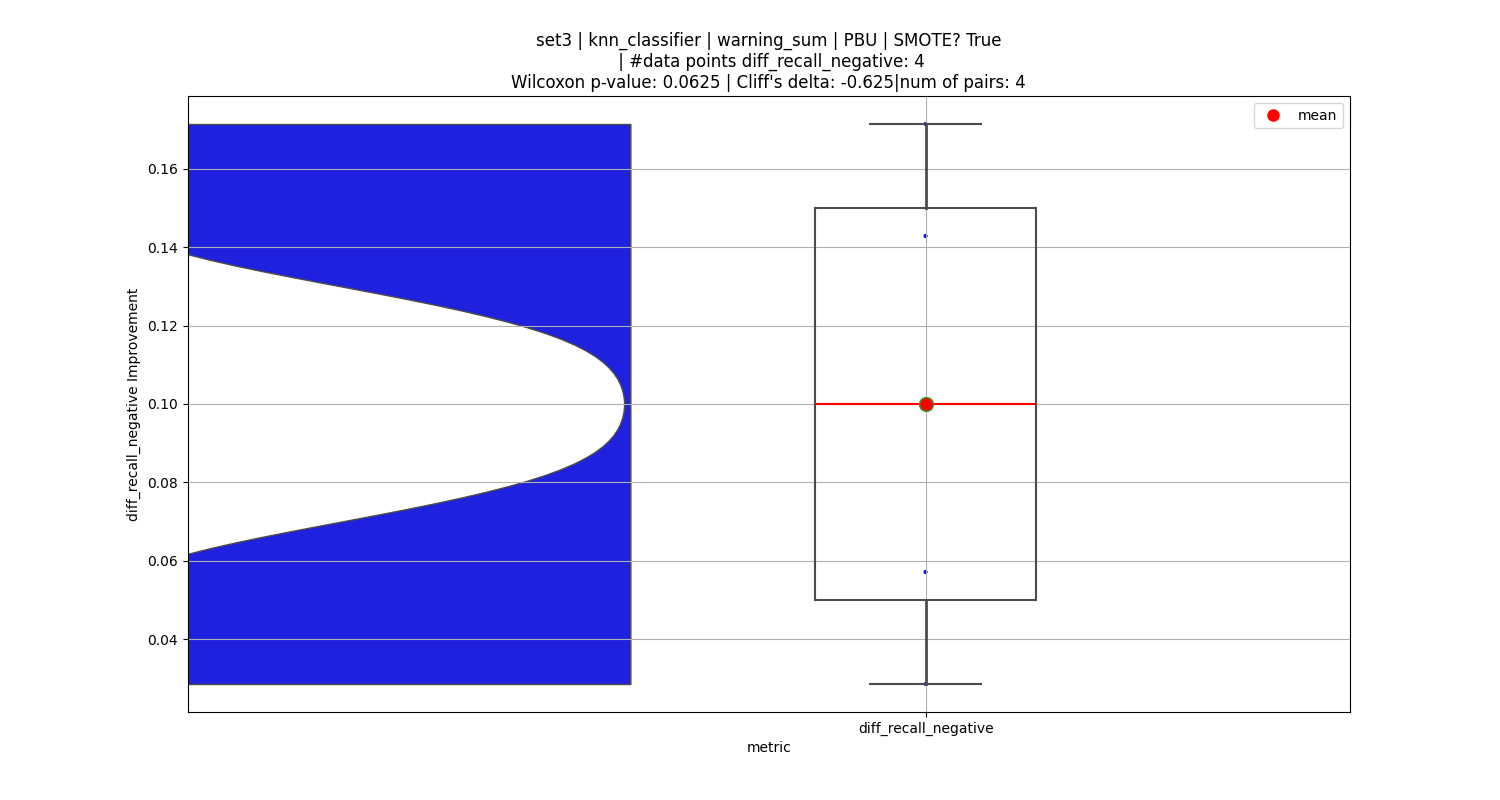 set3 | knn_classifier | warning_sum | PBU | SMOTE? True
| #data points diff_recall_negative: 4
Wilcoxon p-value: 0.0625 | Cliff's delta: -0.625|num of pairs: 4
mean
0.16
0.14
0.12
0.10
0.08
0.06
0.04
diff_recall_negative Improvement
diff_recall_negative
metric